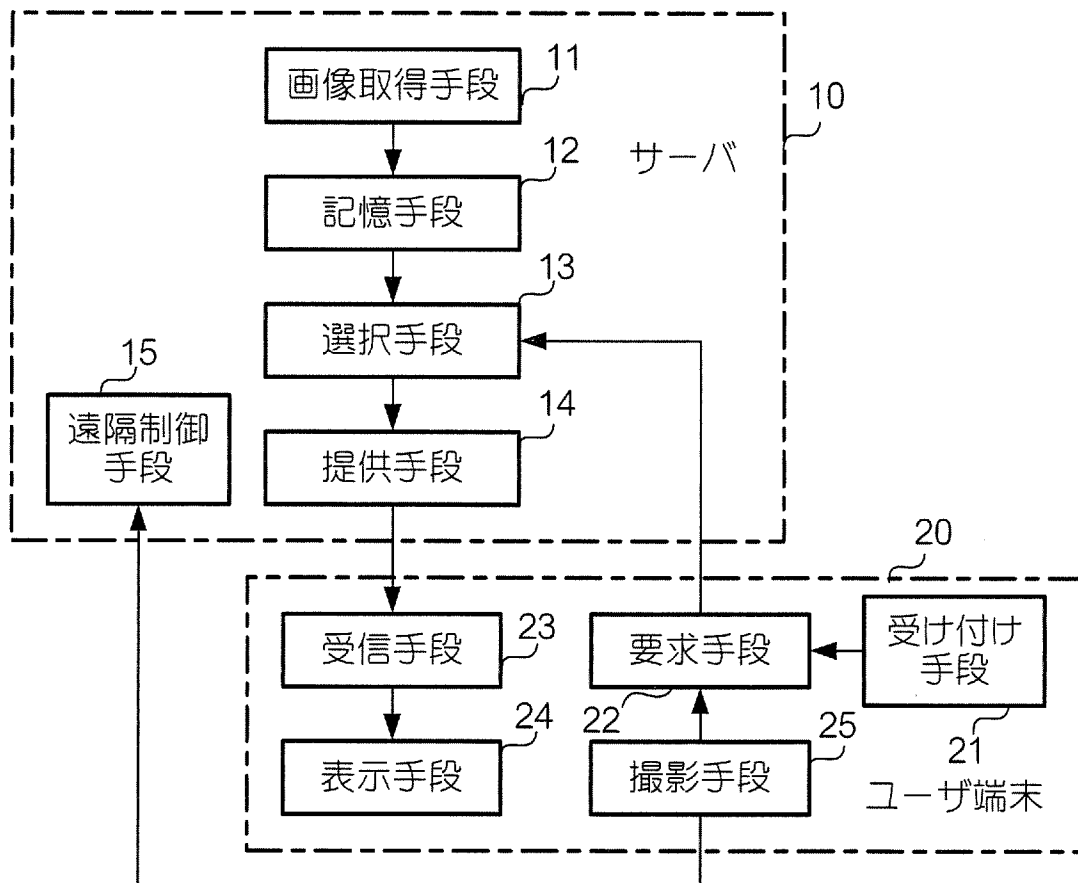 11
画像取得手段
10
サーバ
12
記憶手段
13
選択手段
15
遠隔制御
手段
14
提供手段
20
受信手段
23
要求手段
22
受け付け
手段
21
24
表示手段
25
撮影手段
ユーザ端末